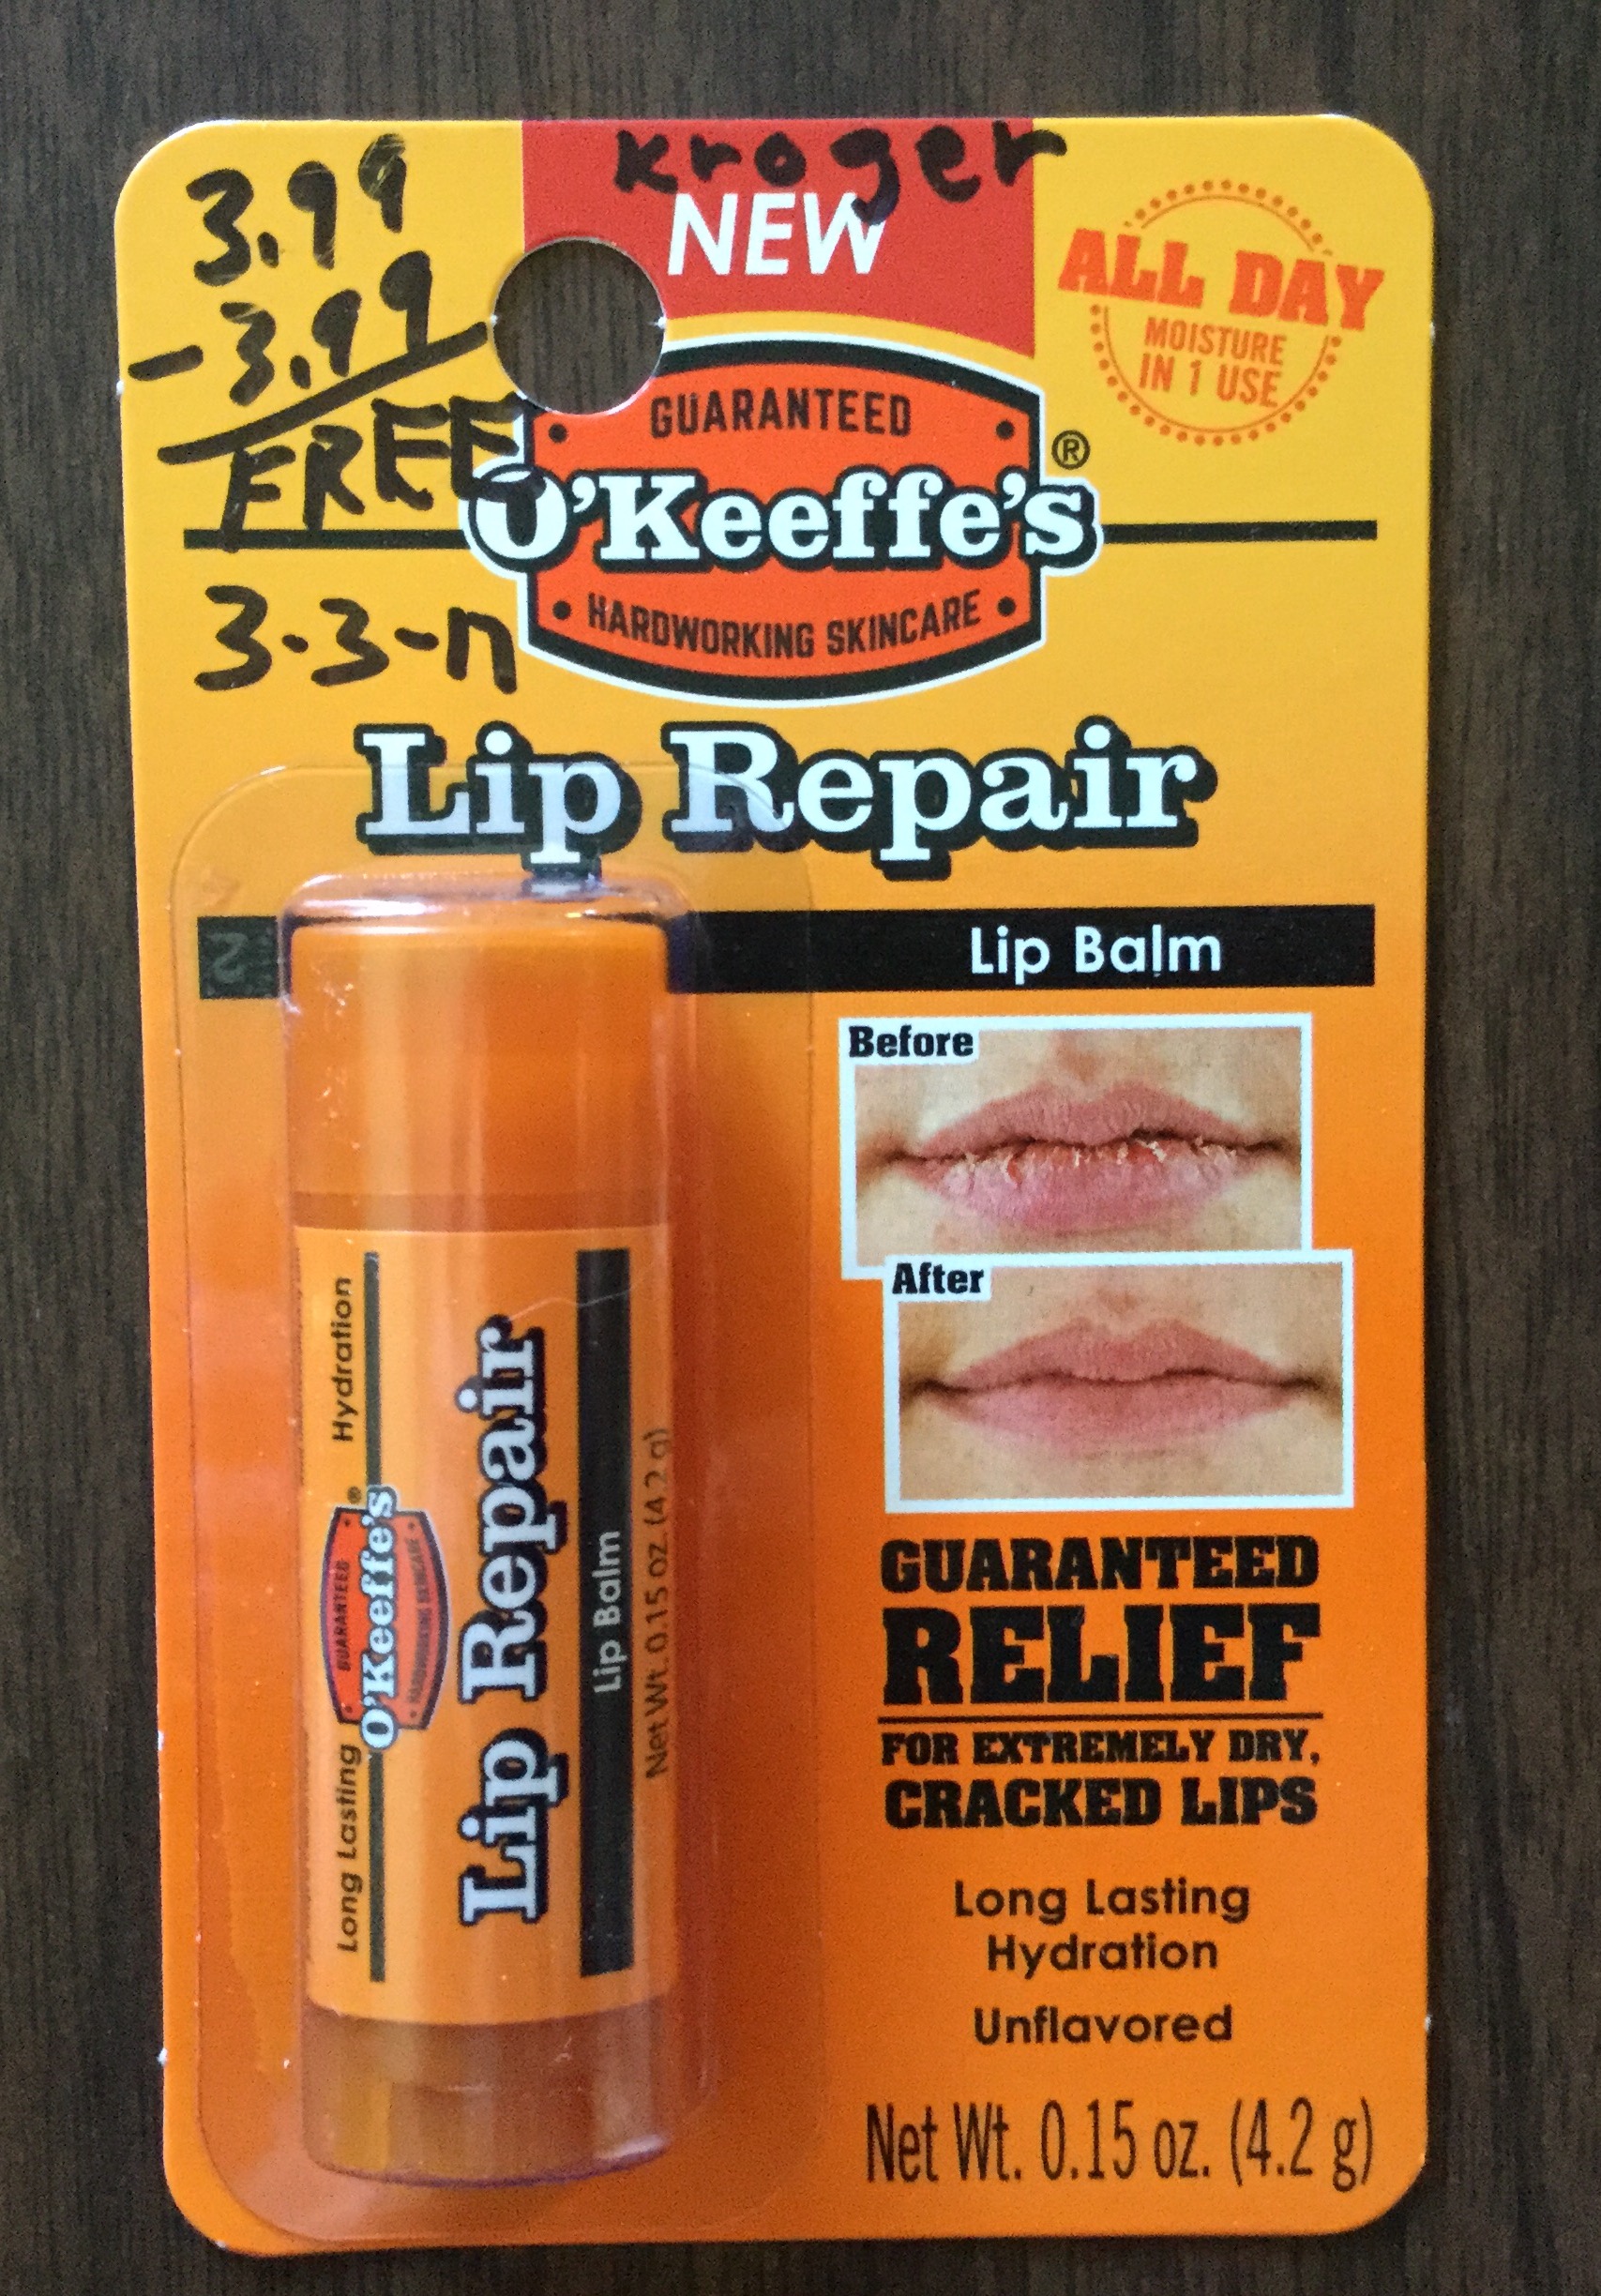 kroger
NEW
3.99
-3.99
FREE
3-3-17
ALL DAY
MOISTURE
IN 1 USE
GUARANTEED
O'Keeffe's®
HARDWORKING SKINCARE
Lip Repair
Lip Balm
Before
After
GUARANTEED
RELIEF
FOR EXTREMELY DRY,
CRACKED LIPS
Long Lasting
Hydration
Unflavored
Net Wt. 0.15 oz. (4.2 g)
Long Lasting Hydration
GUARANTEED
O'Keeffe's®
HARDWORKING SKINCARE
Lip Repair
Lip Balm
Net Wt. 0.15 oz. (4.2 g)